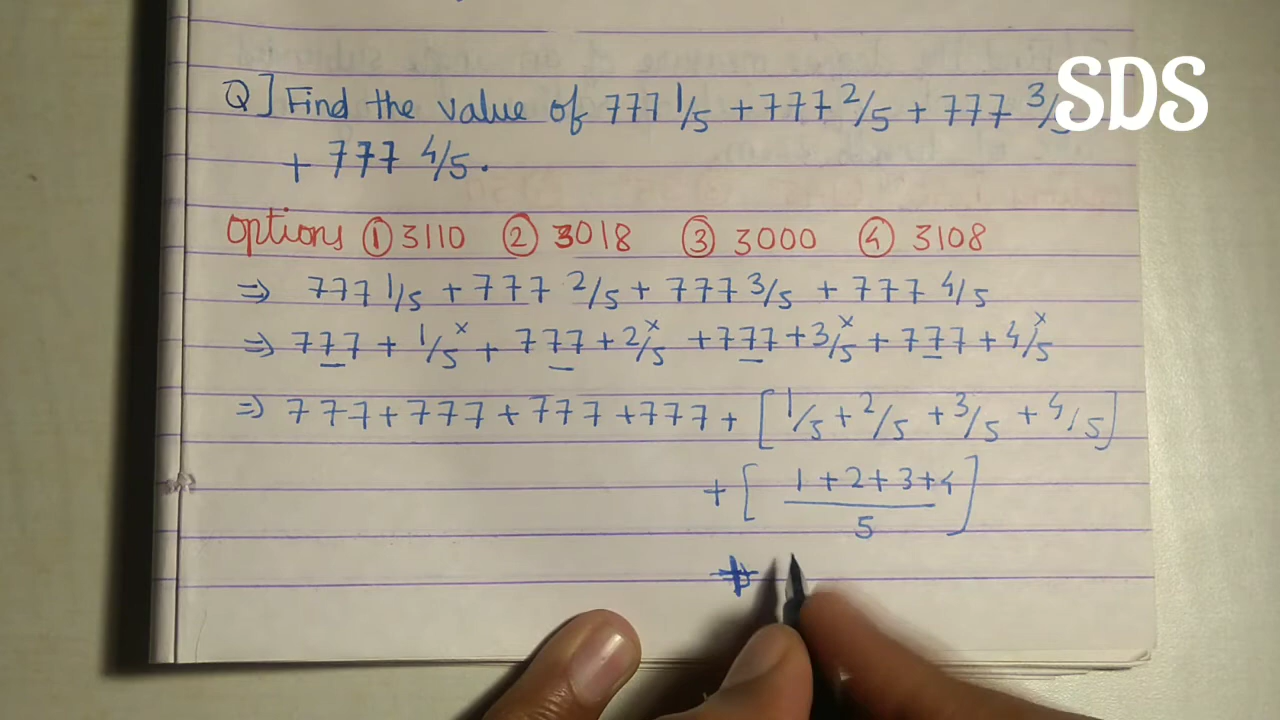 SDS
Q] Find the value of 777 1/5 + 777 2/5 + 777 3/5
+ 777 4/5.
options ① 3110 ② 3018 ③ 3000 ④ 3108
⇒ 777 1/5 + 777 2/5 + 777 3/5 + 777 4/5
⇒ 777 + 1/5 + 777 + 2/5 + 777 + 3/5 + 777 + 4/5
⇒ 777 + 777 + 777 + 777 + [1/5 + 2/5 + 3/5 + 4/5]
+ [1 + 2 + 3 + 4
5]